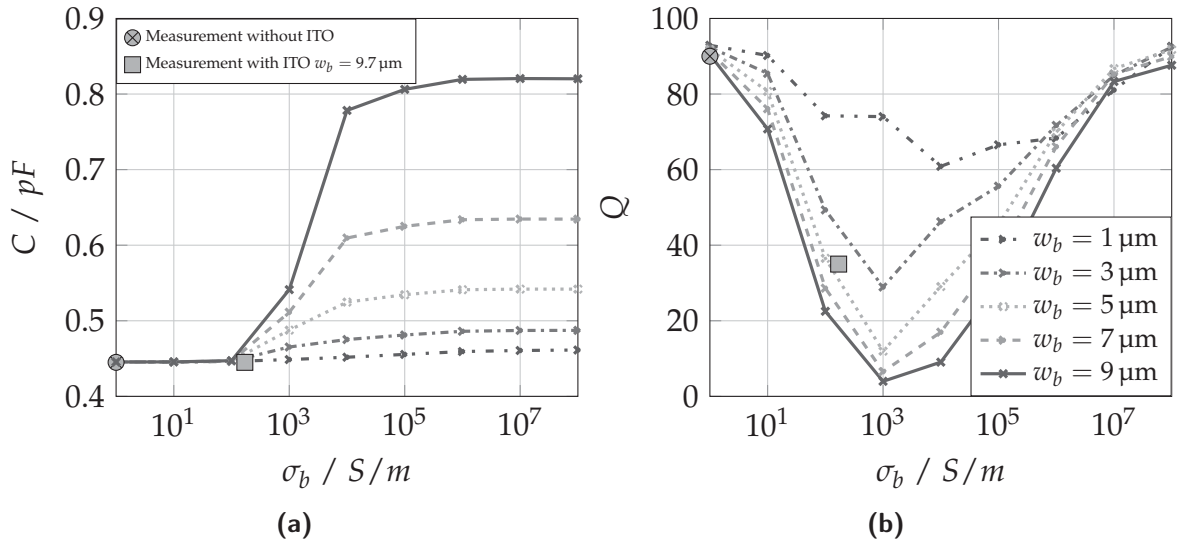 0.9
0.8
0.7
0.6
0.5
0.4
C / pF
Measurement without ITO
Measurement with ITO w_b = 9.7 µm
10^1
10^3
10^5
10^7
σ_b / S/m
(a)
100
80
60
40
20
0
Q
w_b = 1 µm
w_b = 3 µm
w_b = 5 µm
w_b = 7 µm
w_b = 9 µm
10^1
10^3
10^5
10^7
σ_b / S/m
(b)